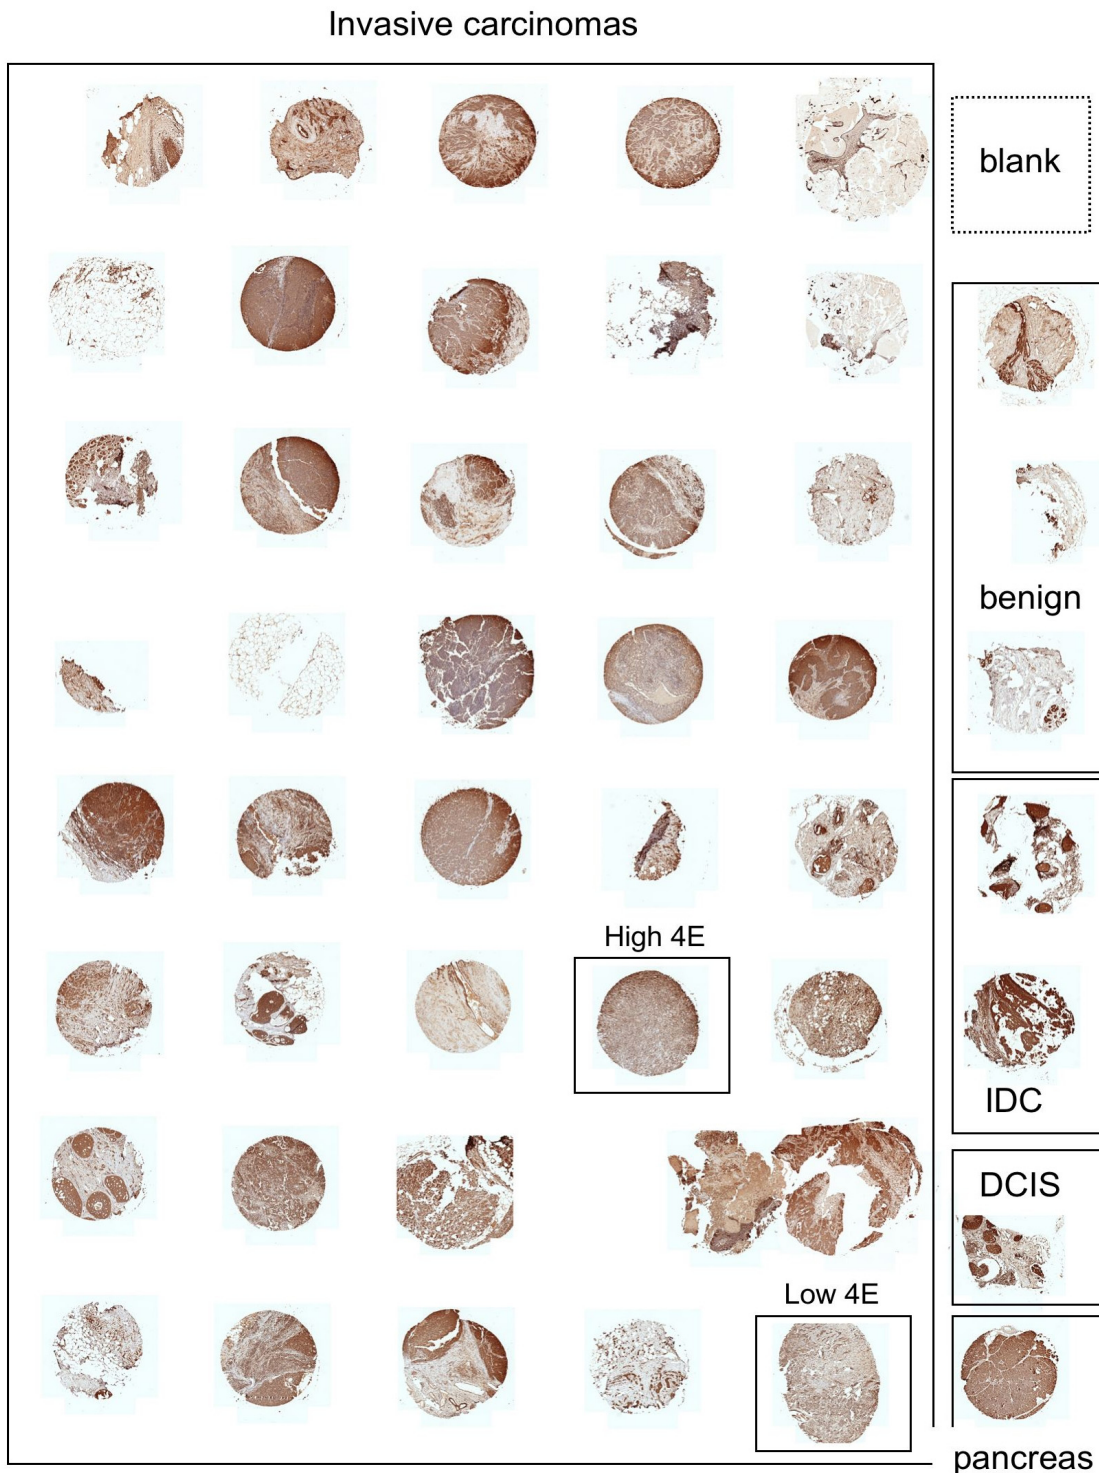 Invasive carcinomas
blank
benign
High 4E
IDC
DCIS
Low 4E
pancreas